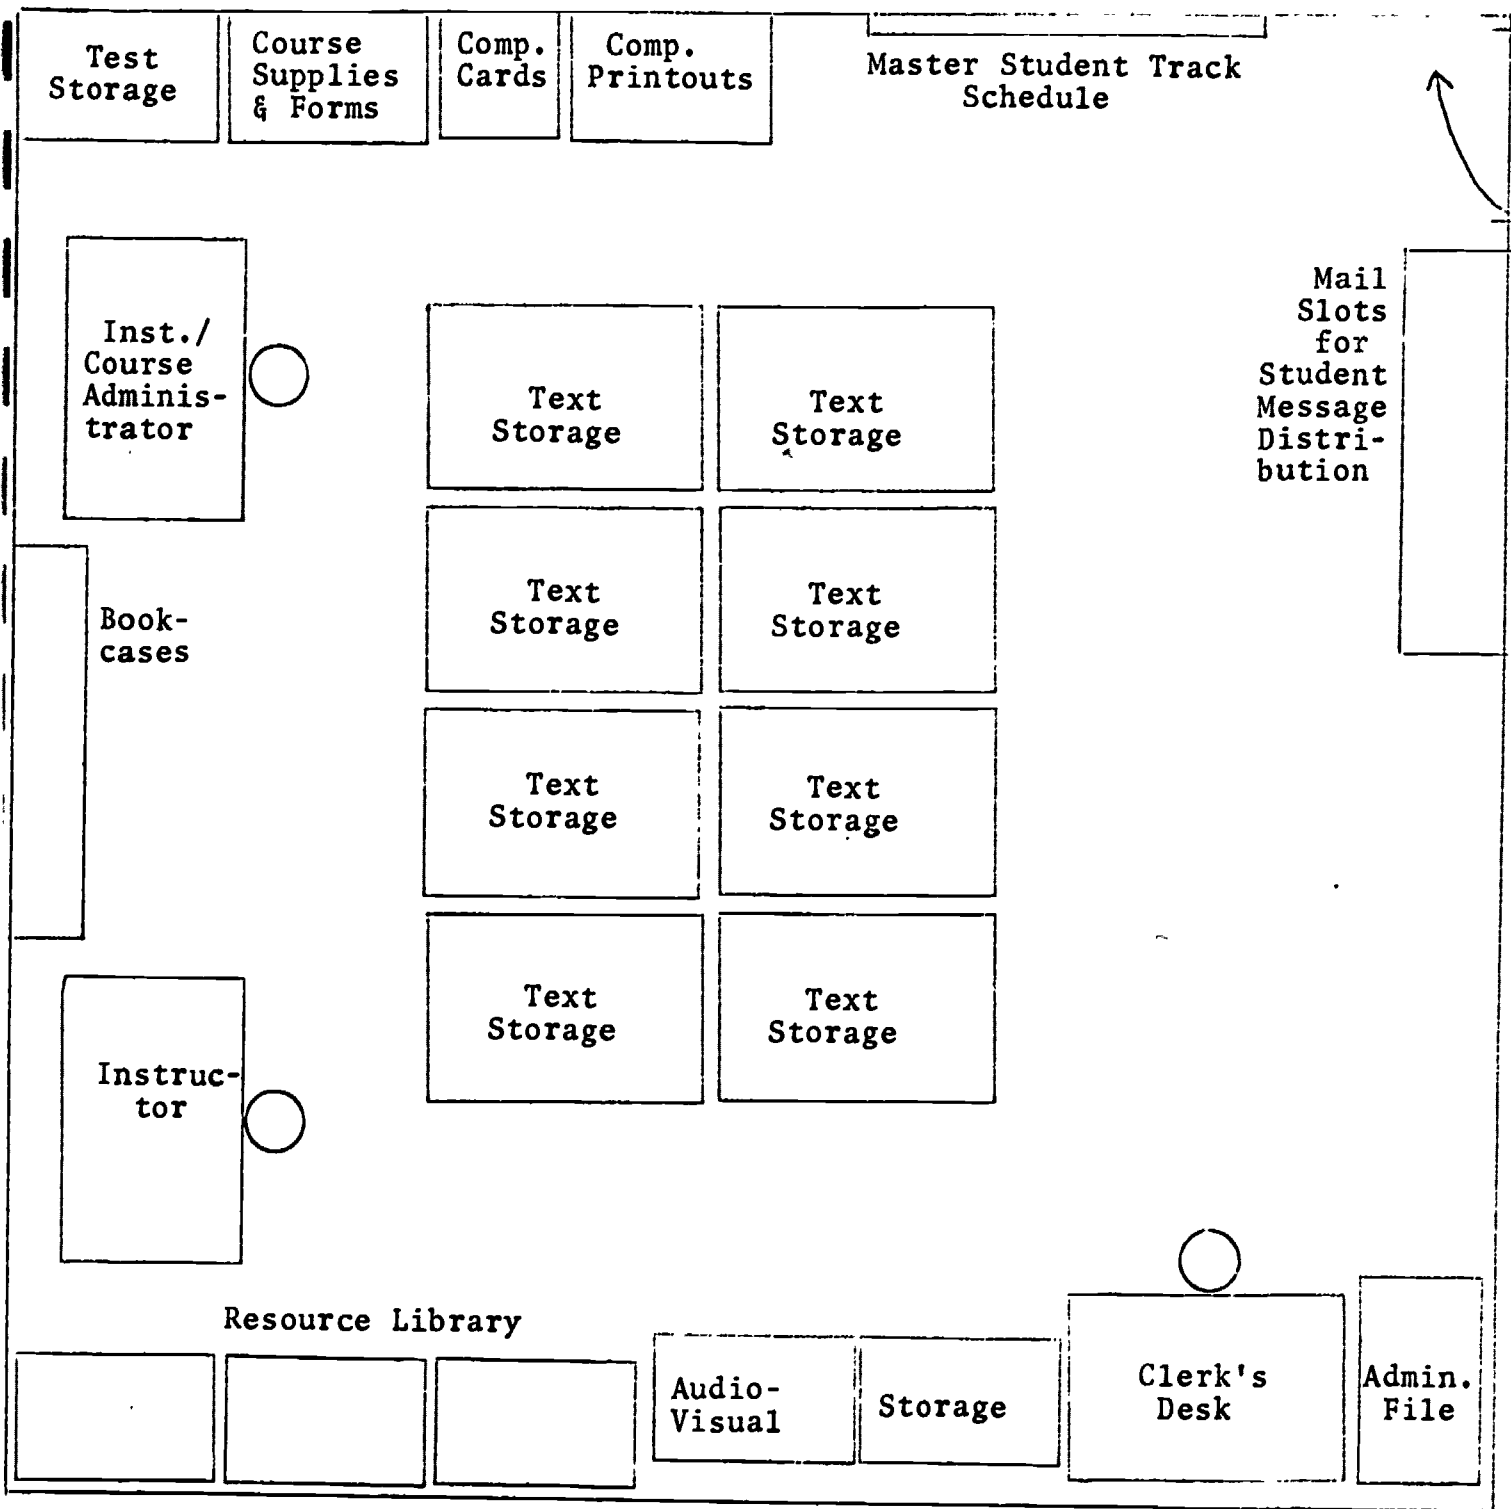 Test
Storage
Course
Supplies
& Forms
Comp.
Cards
Comp.
Printouts
Master Student Track
Schedule
Inst./
Course
Adminis-
trator
Mail
Slots
for
Student
Message
Distri-
bution
Text
Storage
Text
Storage
Book-
cases
Text
Storage
Text
Storage
Text
Storage
Text
Storage
Instruc-
tor
Text
Storage
Text
Storage
Resource Library
Audio-
Visual
Storage
Clerk's
Desk
Admin.
File